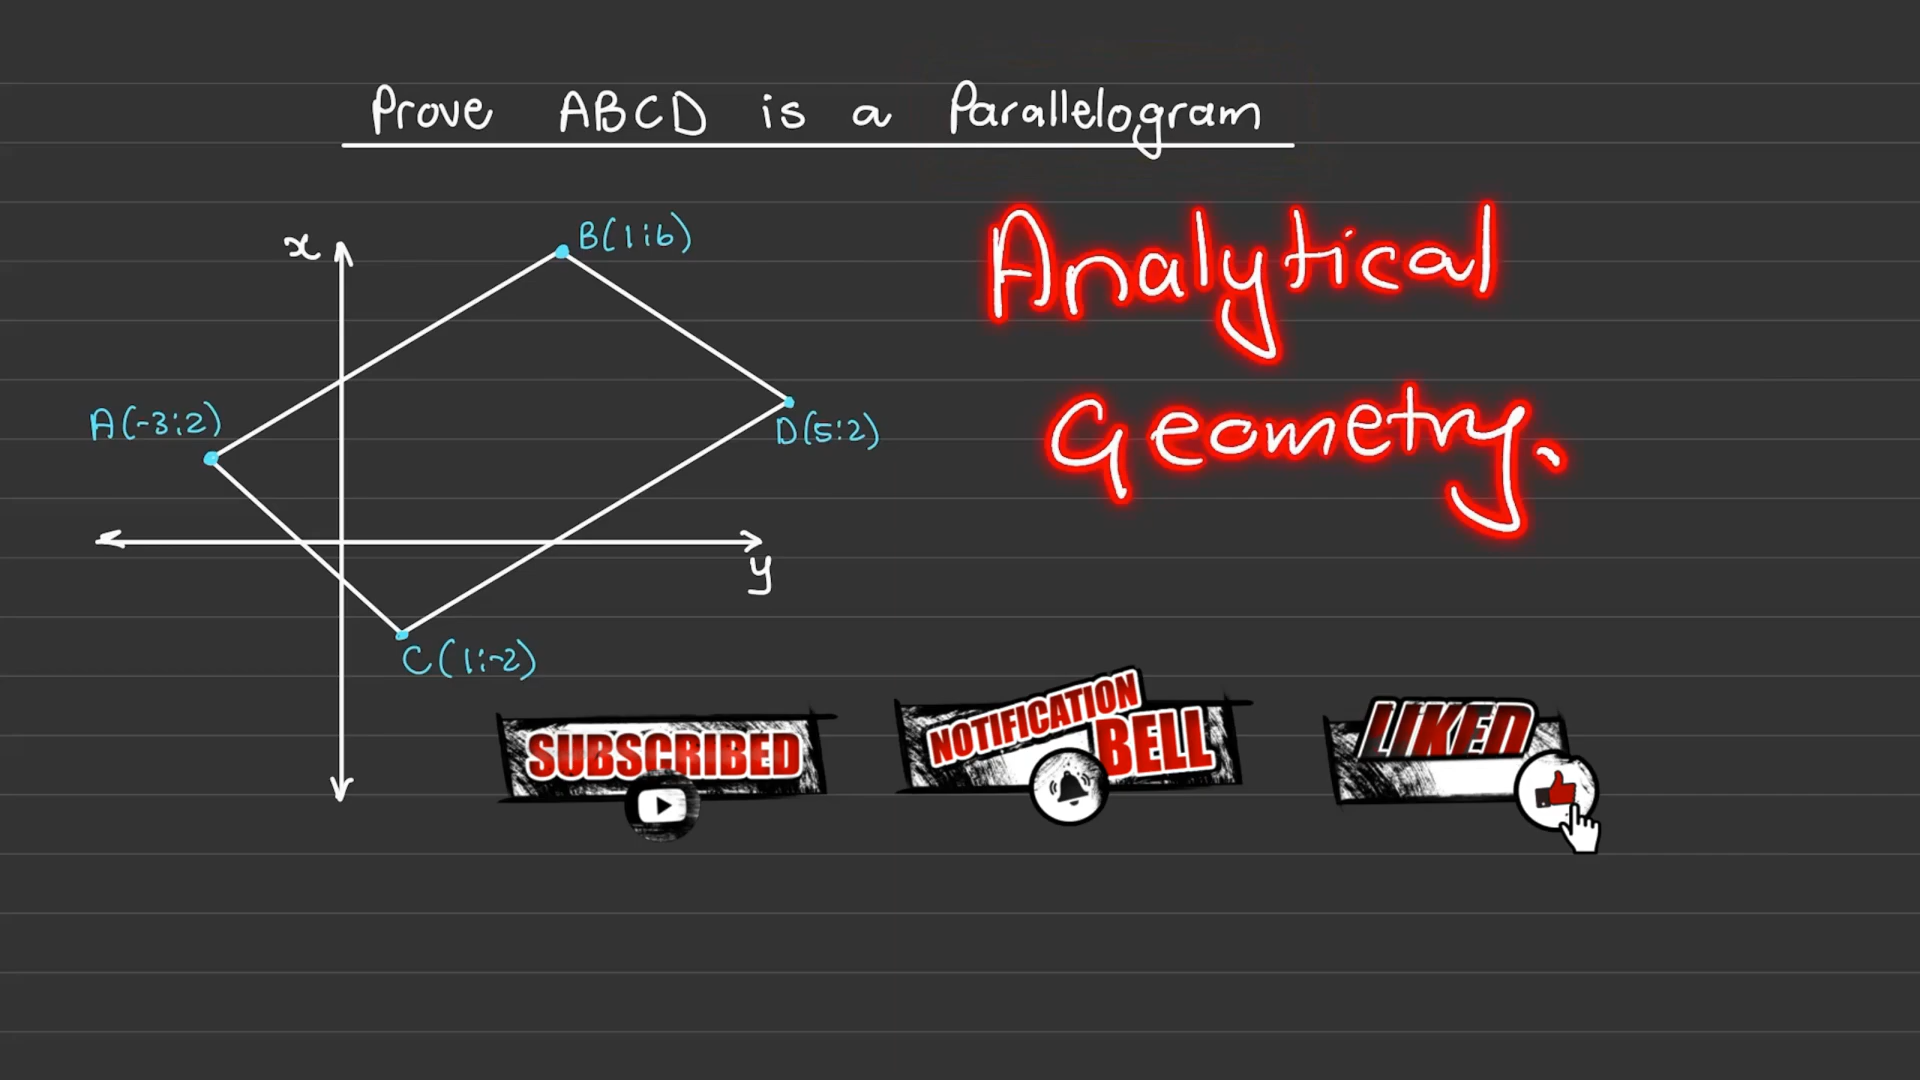 Prove ABCD is a Parallelogram
Analytical
Geometry.
x
B(1;6)
A(-3;2)
D(5;2)
y
C(1;-2)
SUBSCRIBED
NOTIFICATION
BELL
LIKED